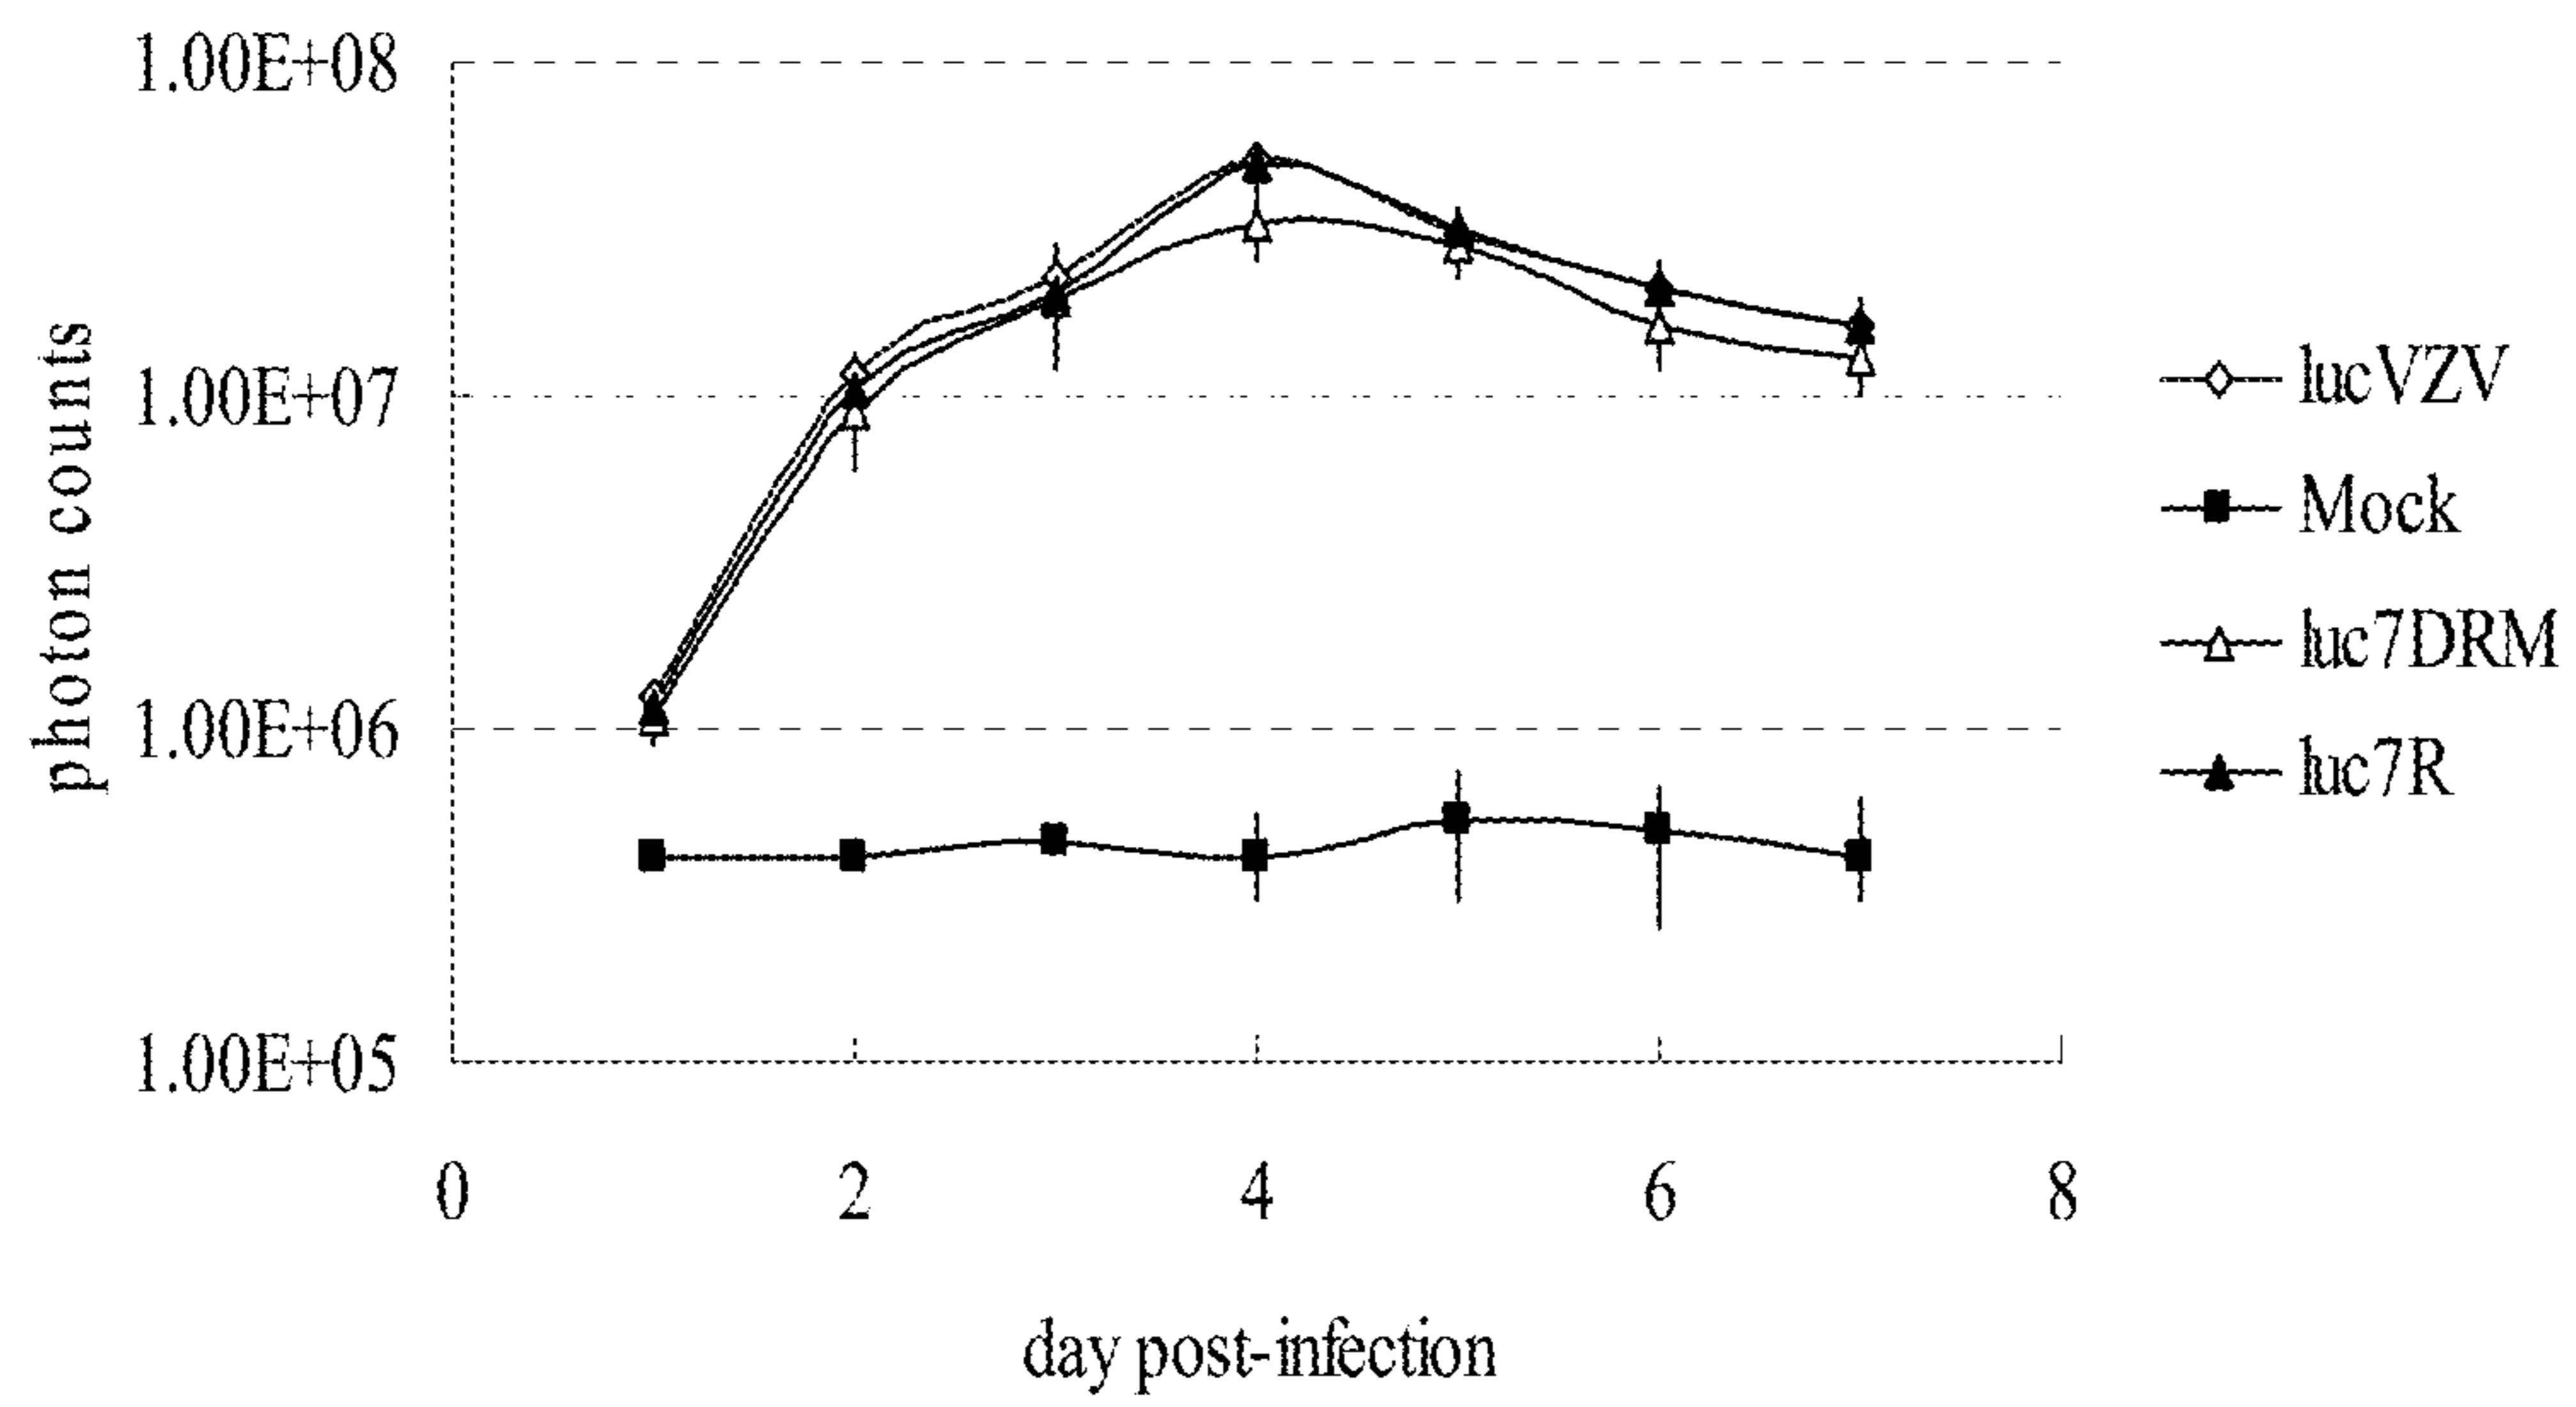 1.00E+08
1.00E+07
1.00E+06
1.00E+05
photon counts
0 2 4 6 8
day post-infection
lucVZV
Mock
luc7DRM
luc7R